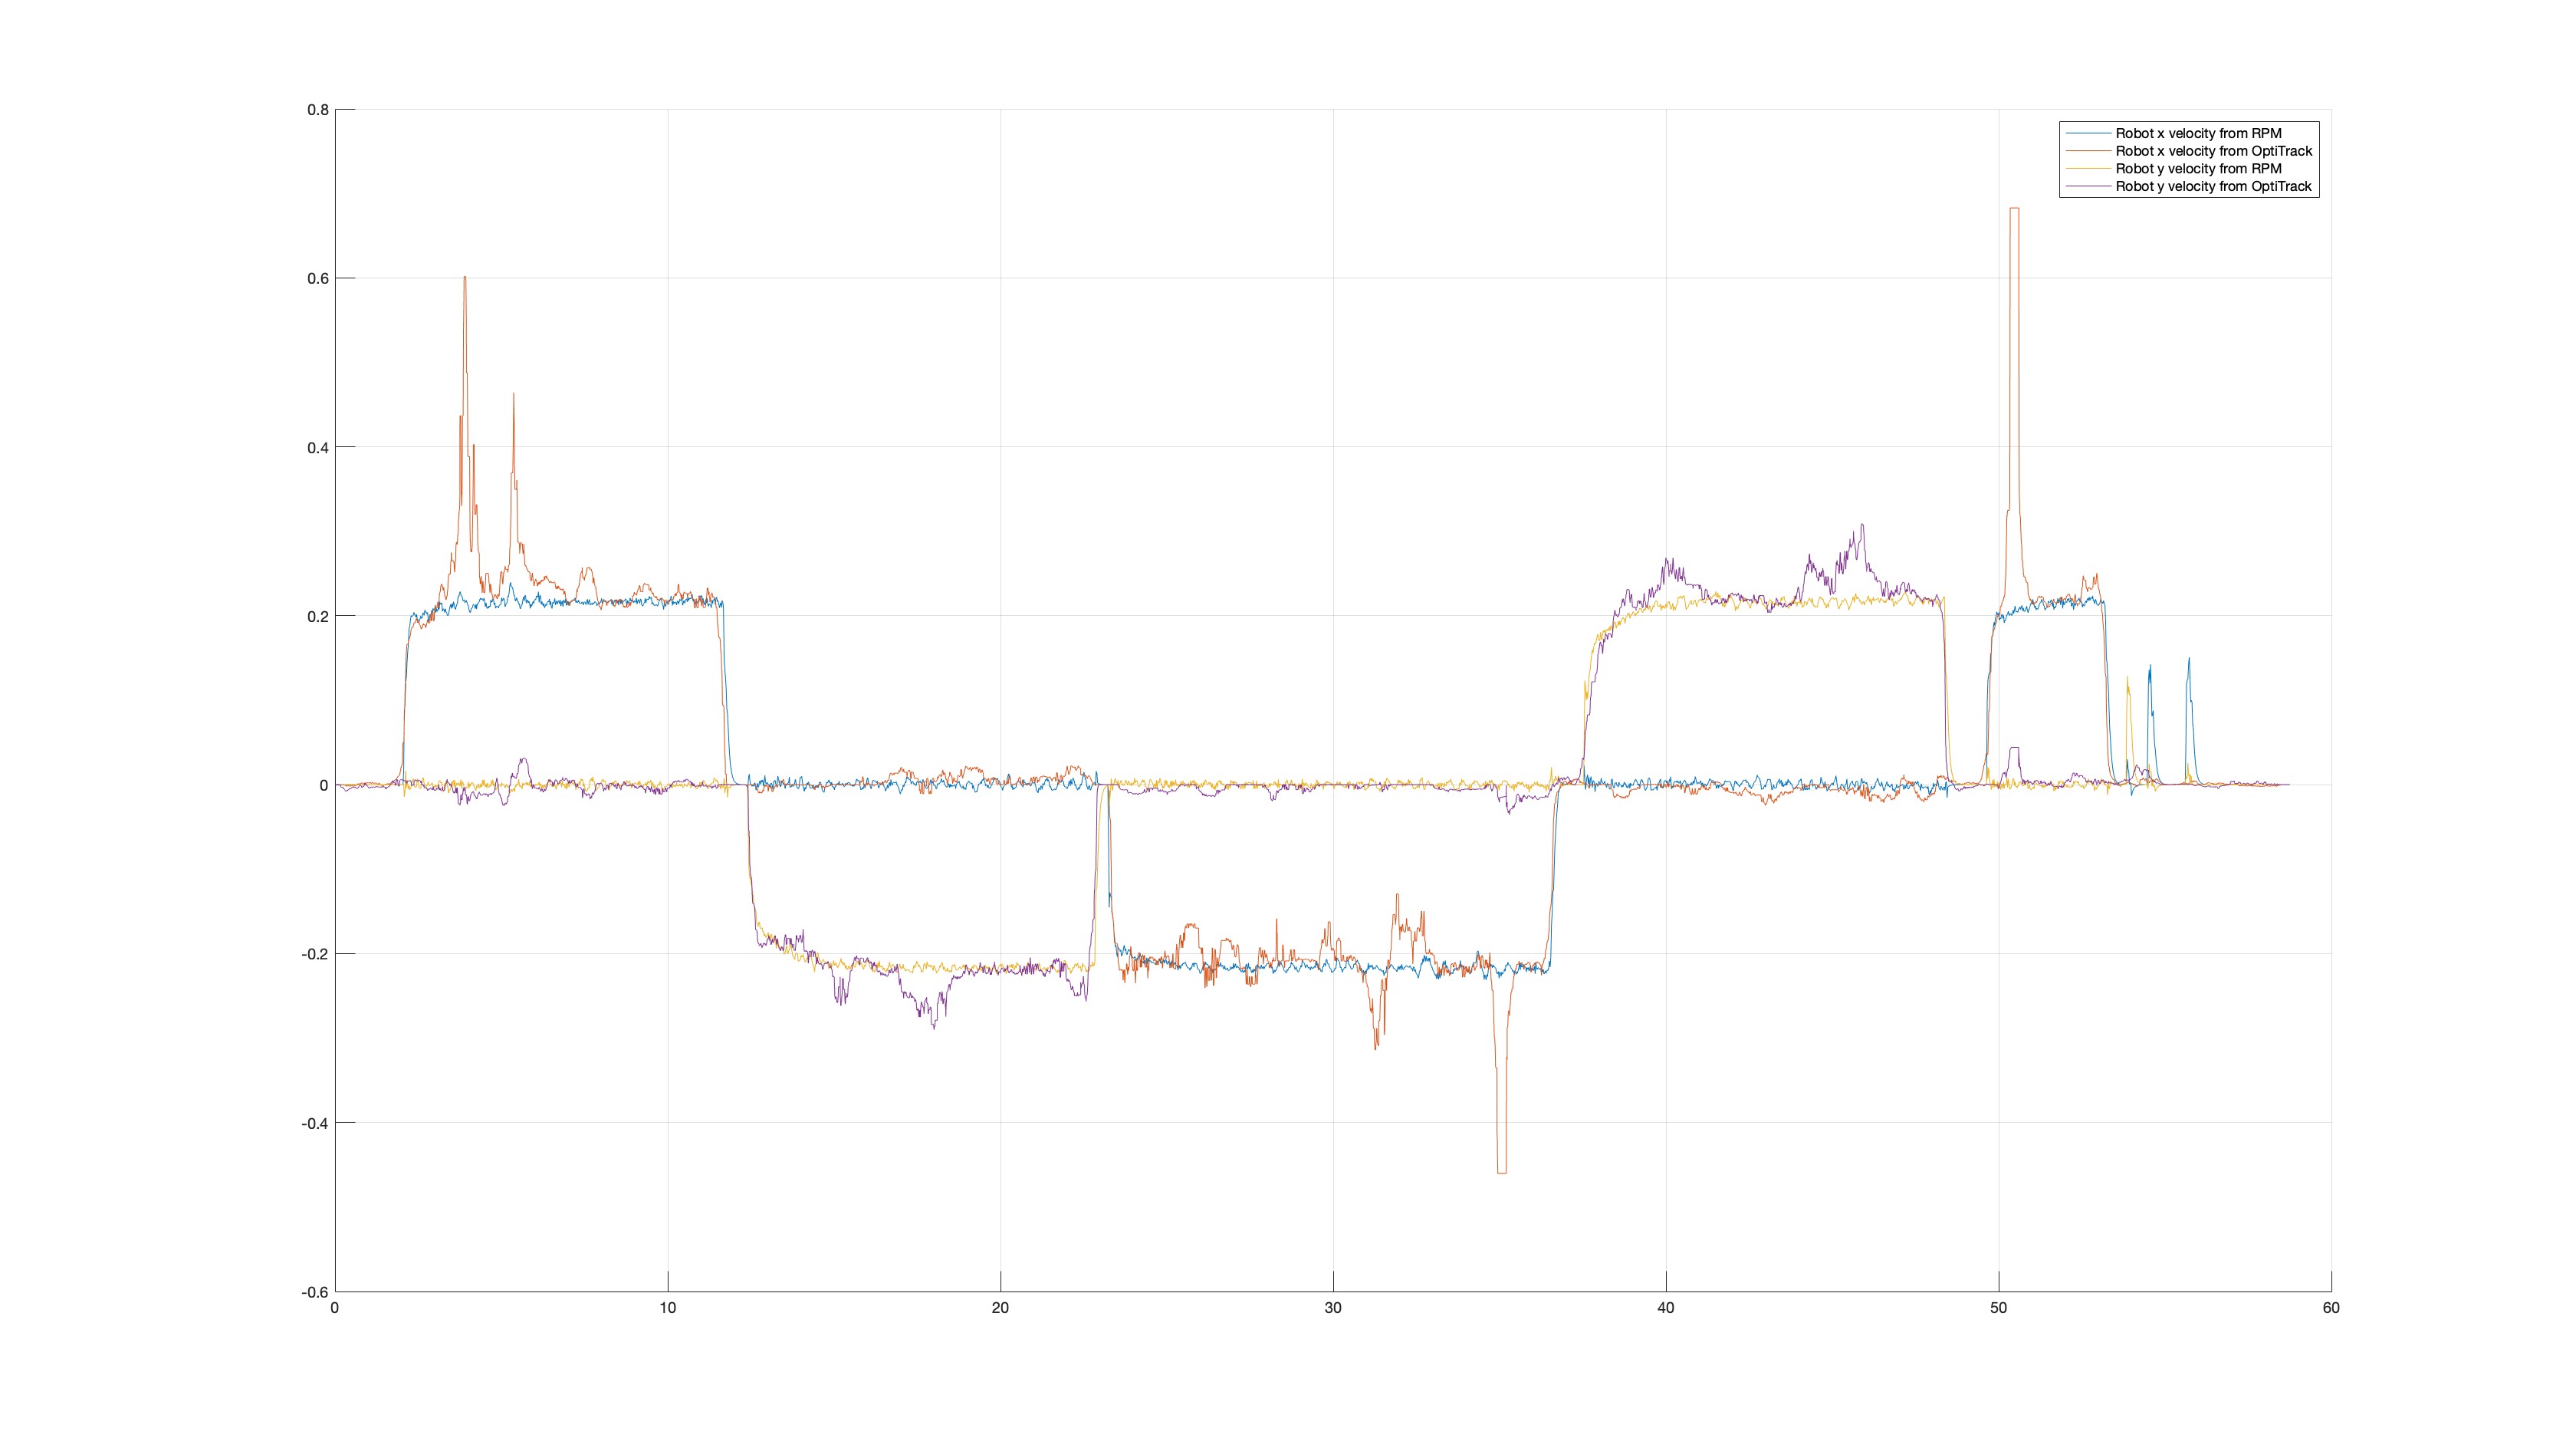 0.8
0.6
0.4
0.2
0
-0.2
-0.4
-0.6
0 10 20 30 40 50 60
Robot x velocity from RPM
Robot x velocity from OptiTrack
Robot y velocity from RPM
Robot y velocity from OptiTrack